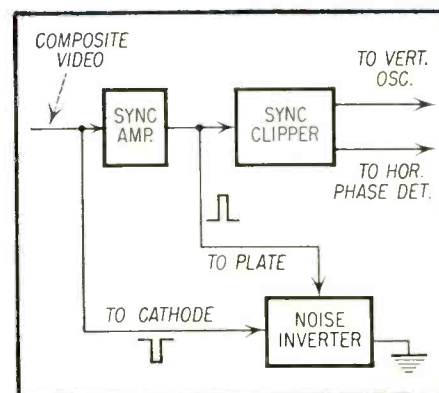 COMPOSITE
VIDEO
SYNC
AMP.
SYNC
CLIPPER
TO VERT.
OSC.
TO HOR.
PHASE DET.
TO PLATE
TO CATHODE
NOISE
INVERTER